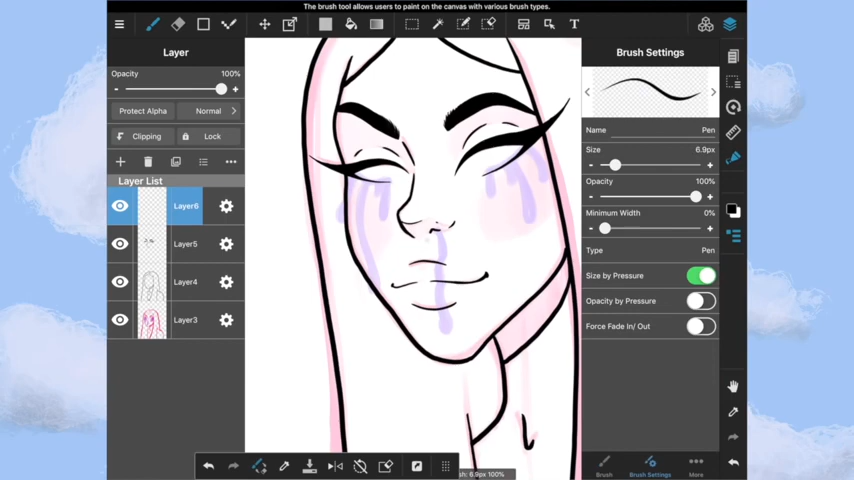 The brush tool allows users to paint on the canvas with various brush types.
T
Layer
Opacity 100%
- +
Protect Alpha Normal >
Clipping Lock
+ •••
Layer List
Layer6
Layer5
Layer4
Layer3
Brush Settings
< >
Name Pen
Size 6.9px
- +
Opacity 100%
- +
Minimum Width 0%
- +
Type Pen
Size by Pressure
Opacity by Pressure
Force Fade In/ Out
Brush Brush Settings More
6.9px 100%